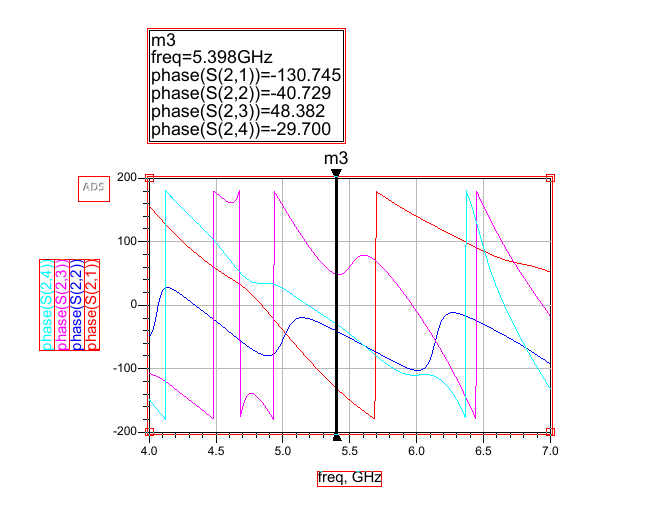 m3
freq=5.398GHz
phase(S(2,1))=-130.745
phase(S(2,2))=-40.729
phase(S(2,3))=48.382
phase(S(2,4))=-29.700
m3
ADS
200
100
0
-100
-200
phase(S(2,4))
phase(S(2,3))
phase(S(2,2))
phase(S(2,1))
4.0 4.5 5.0 5.5 6.0 6.5 7.0
freq, GHz